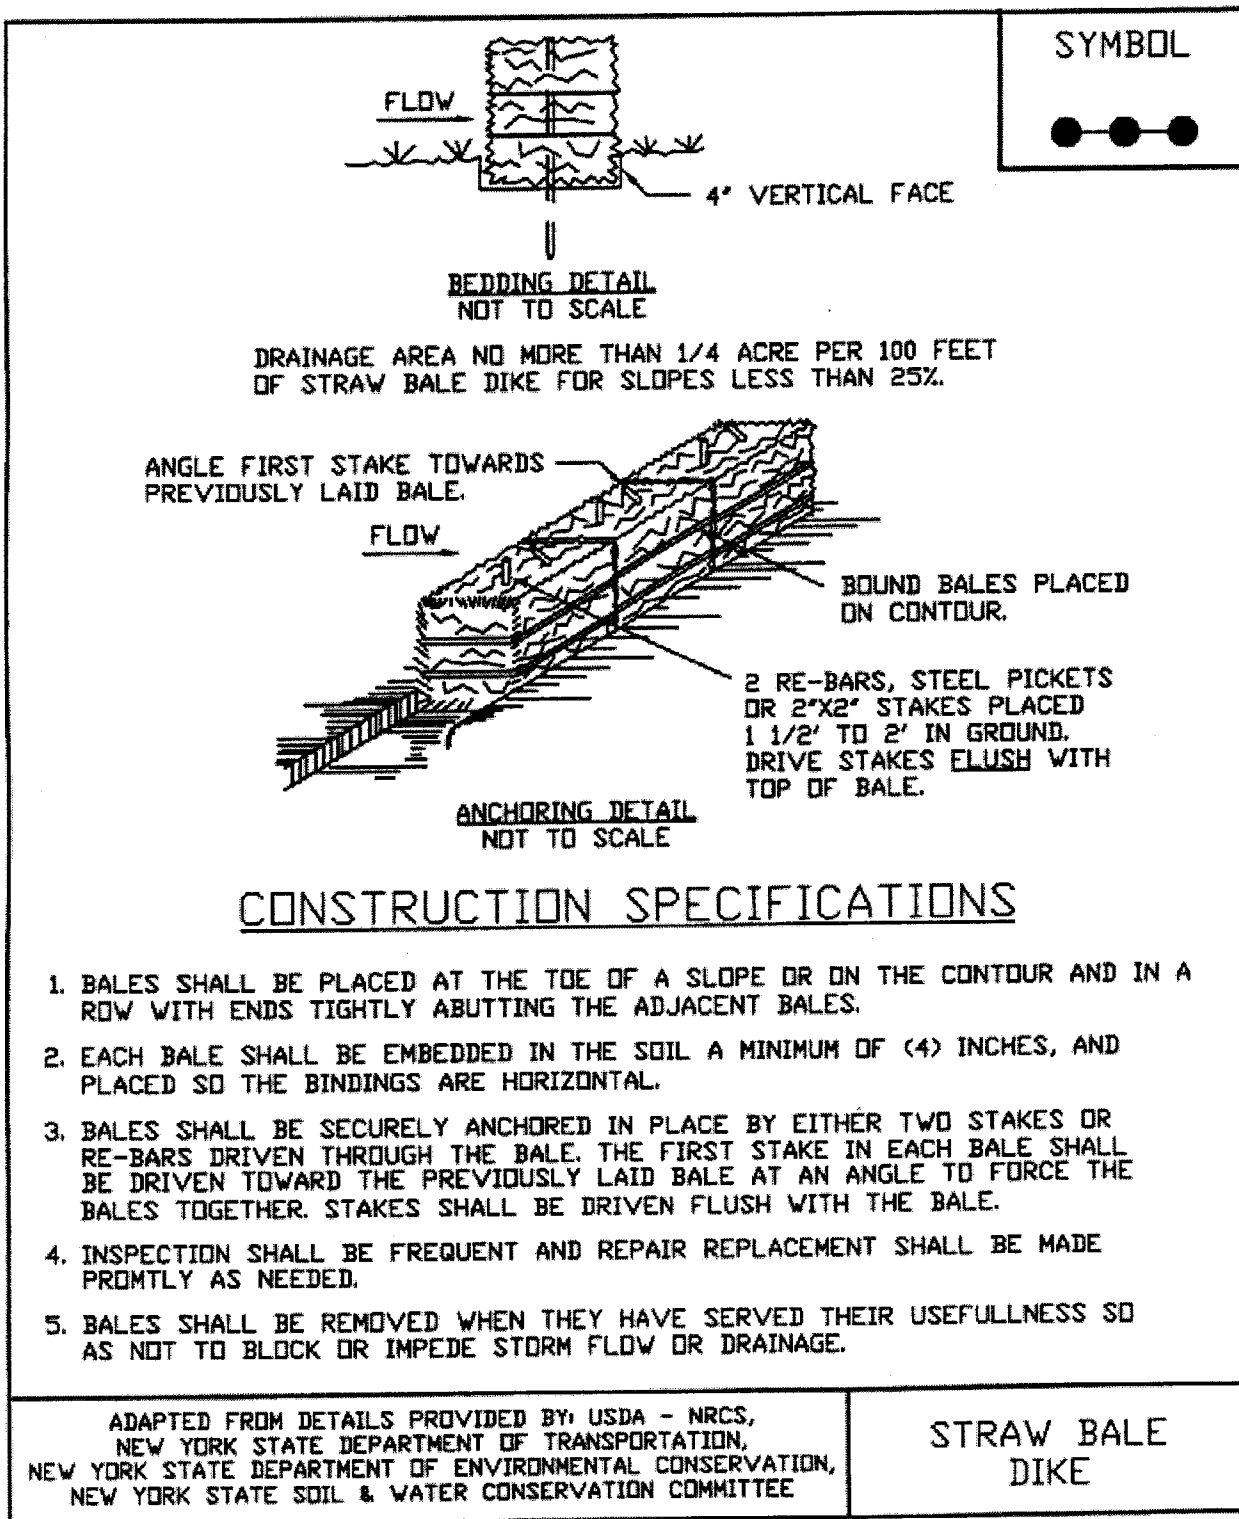 SYMBOL
FLOW
4" VERTICAL FACE
BEDDING DETAIL
NOT TO SCALE
DRAINAGE AREA NO MORE THAN 1/4 ACRE PER 100 FEET
OF STRAW BALE DIKE FOR SLOPES LESS THAN 25%.
ANGLE FIRST STAKE TOWARDS
PREVIOUSLY LAID BALE.
FLOW
BOUND BALES PLACED
ON CONTOUR.
2 RE-BARS, STEEL PICKETS
OR 2"X2" STAKES PLACED
1 1/2' TO 2' IN GROUND.
DRIVE STAKES FLUSH WITH
TOP OF BALE.
ANCHORING DETAIL
NOT TO SCALE
CONSTRUCTION SPECIFICATIONS
1. BALES SHALL BE PLACED AT THE TOE OF A SLOPE OR ON THE CONTOUR AND IN A
ROW WITH ENDS TIGHTLY ABUTTING THE ADJACENT BALES.
2. EACH BALE SHALL BE EMBEDDED IN THE SOIL A MINIMUM OF (4) INCHES, AND
PLACED SO THE BINDINGS ARE HORIZONTAL.
3. BALES SHALL BE SECURELY ANCHORED IN PLACE BY EITHER TWO STAKES OR
RE-BARS DRIVEN THROUGH THE BALE. THE FIRST STAKE IN EACH BALE SHALL
BE DRIVEN TOWARD THE PREVIOUSLY LAID BALE AT AN ANGLE TO FORCE THE
BALES TOGETHER. STAKES SHALL BE DRIVEN FLUSH WITH THE BALE.
4. INSPECTION SHALL BE FREQUENT AND REPAIR REPLACEMENT SHALL BE MADE
PROMTLY AS NEEDED.
5. BALES SHALL BE REMOVED WHEN THEY HAVE SERVED THEIR USEFULLNESS SO
AS NOT TO BLOCK OR IMPEDE STORM FLOW OR DRAINAGE.
ADAPTED FROM DETAILS PROVIDED BY: USDA - NRCS,
NEW YORK STATE DEPARTMENT OF TRANSPORTATION,
NEW YORK STATE DEPARTMENT OF ENVIRONMENTAL CONSERVATION,
NEW YORK STATE SOIL & WATER CONSERVATION COMMITTEE
STRAW BALE
DIKE